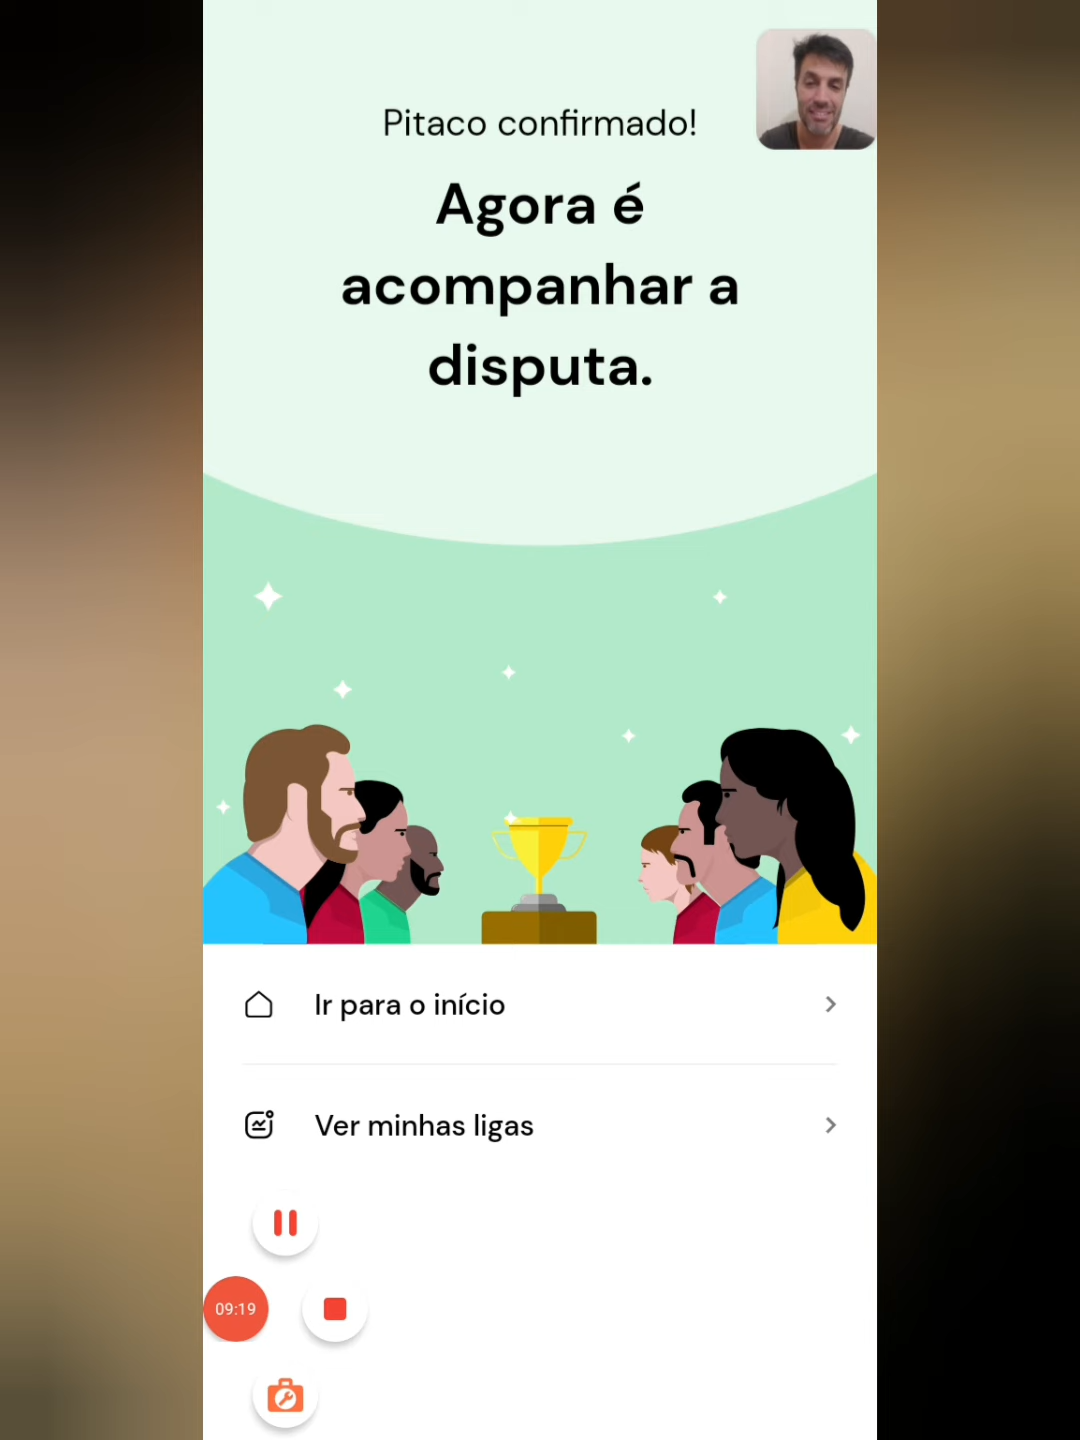 Pitaco confirmado!
Agora é
acompanhar a
disputa.
Ir para o início
Ver minhas ligas
09:19